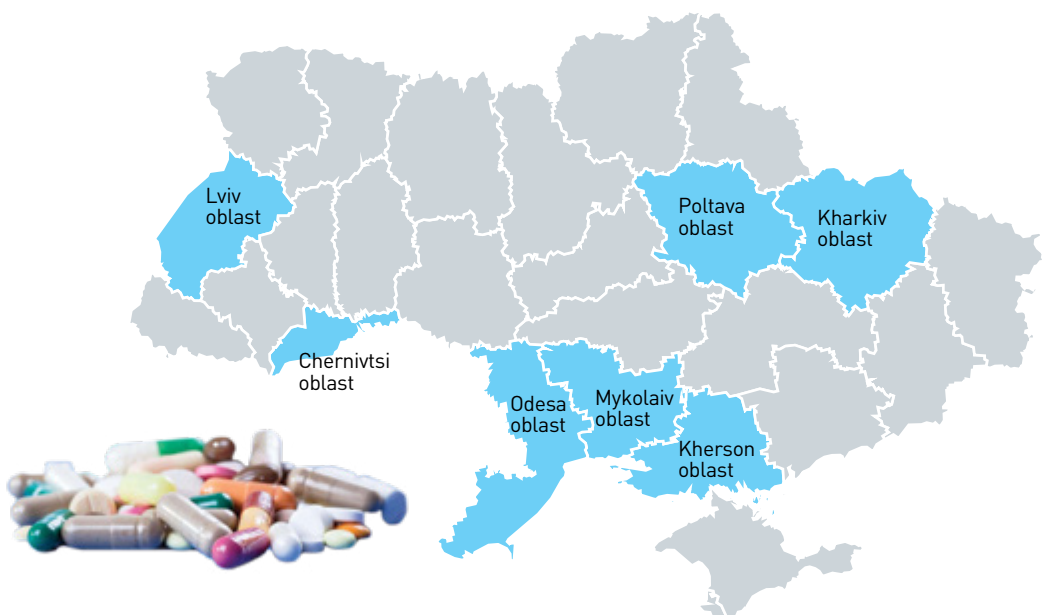 Lviv
oblast
Poltava
oblast
Kharkiv
oblast
Chernivtsi
oblast
Odesa
oblast
Mykolaiv
oblast
Kherson
oblast